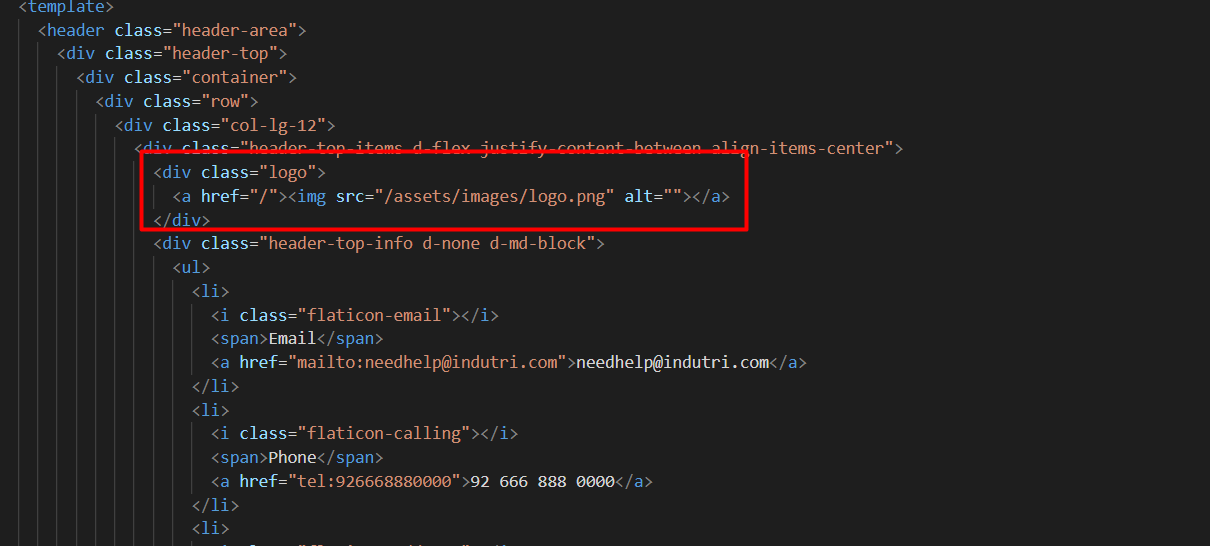 <template>
<header class="header-area">
<div class="header-top">
<div class="container">
<div class="row">
<div class="col-lg-12">
<div class="header-top-items d-flex justify-content-between align-items-center">
<div class="logo">
<a href="/"><img src="/assets/images/logo.png" alt=""></a>
</div>
<div class="header-top-info d-none d-md-block">
<ul>
<li>
<i class="flaticon-email"></i>
<span>Email</span>
<a href="mailto:needhelp@indutri.com">needhelp@indutri.com</a>
</li>
<li>
<i class="flaticon-calling"></i>
<span>Phone</span>
<a href="tel:926668880000">92 666 888 0000</a>
</li>
<li>